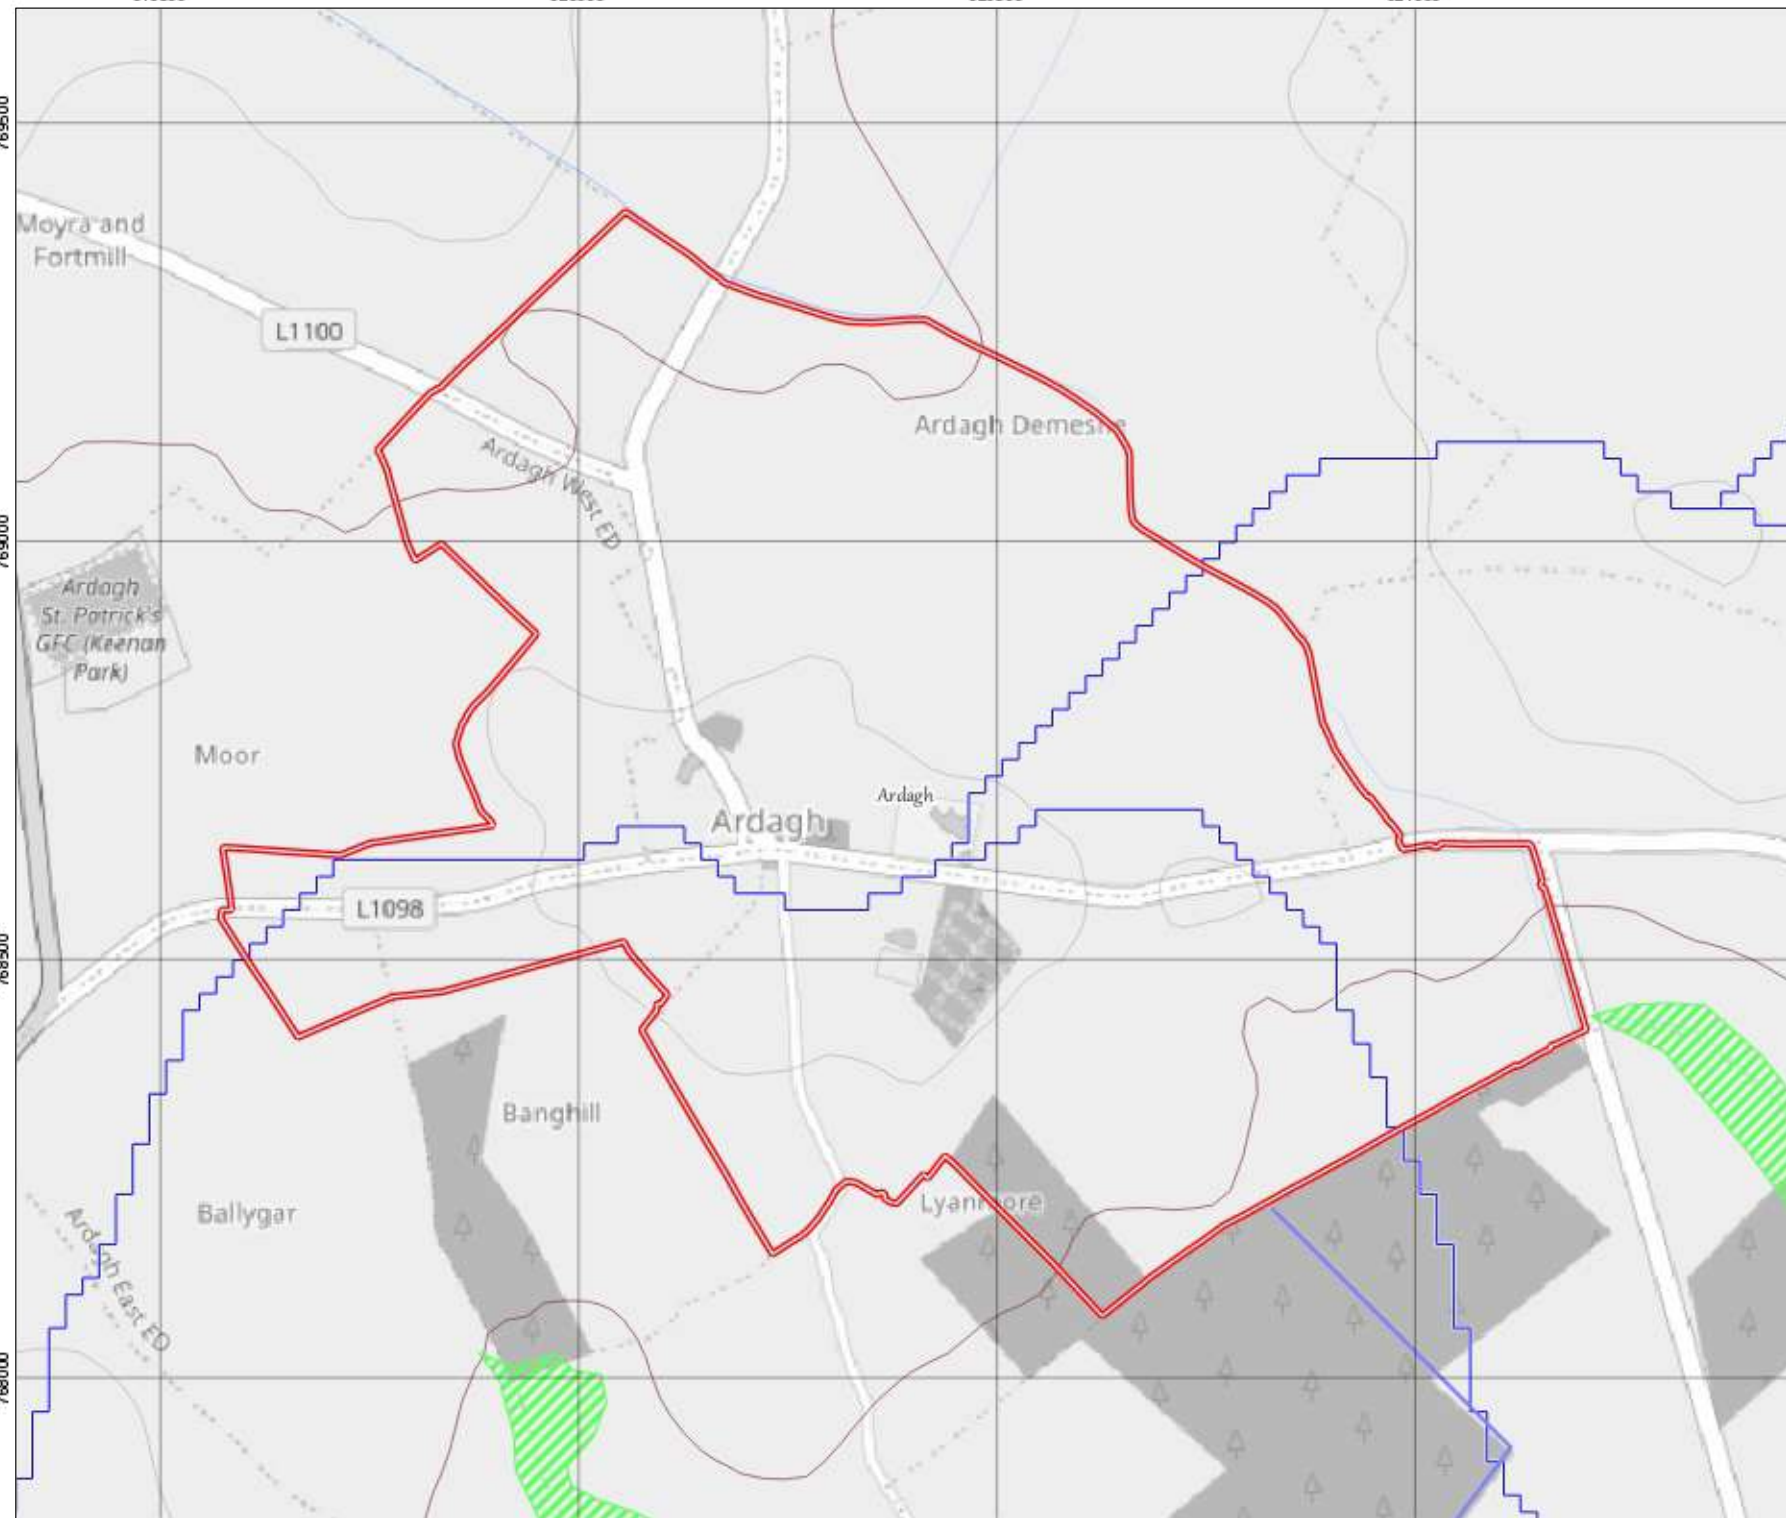 Moyra and
Fortmill
L1100
Ardagh Demesne
Ardagh West ED
Ardagh
St. Patrick's
GFC (Keenan
Park)
Moor
Ardagh
Ardagh
L1098
Banghill
Lyanmore
Ballygar
Ardagh East ED